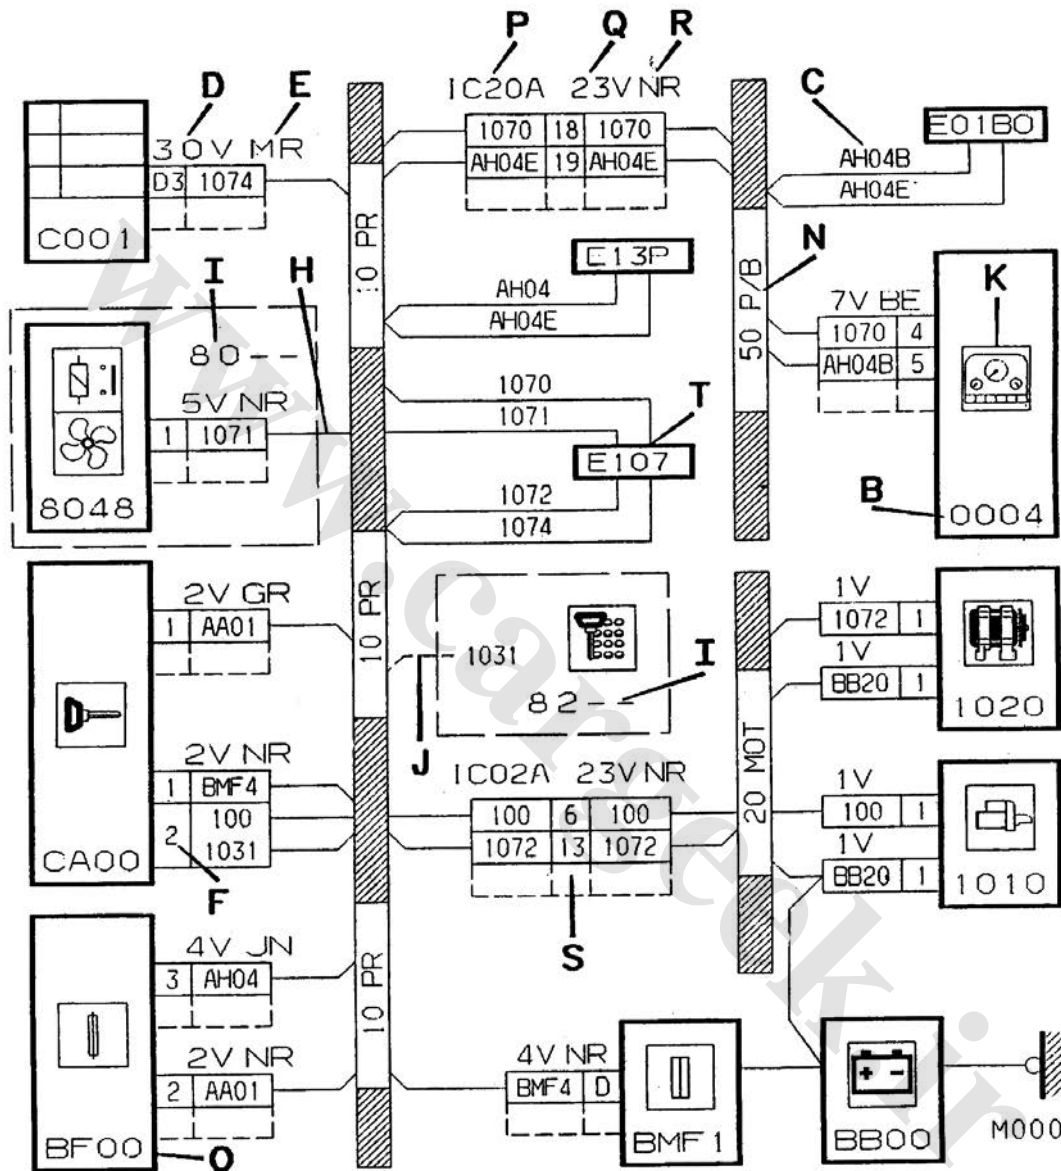 P Q R
D E
IC20A 23V NR
C
E01B0
1070 18 1070
AH04E 19 AH04E
30V MR
D3 1074
C001
AH04B
AH04E
10 PR
E13P
AH04
AH04E
50 P/B
N
K
7V BE
1070 4
AH04B 5
I H
80--
5V NR
1 1071
8048
1070
1071
T
E107
1072
1074
B
0004
2V GR
1 AA01
10 PR
1031
I
82--
J
1V
1072 1
1V
BB20 1
1020
2V NR
1 BMF4
2 100
1031
CA00
F
IC02A 23V NR
100 6 100
1072 13 1072
S
20 MOT
1V
100 1
1V
BB20 1
1010
4V JN
3 AH04
2V NR
2 AA01
BF00
O
10 PR
4V NR
BMF4 D
BMF1
+ -
BB00
M000
www.cargeek.ir